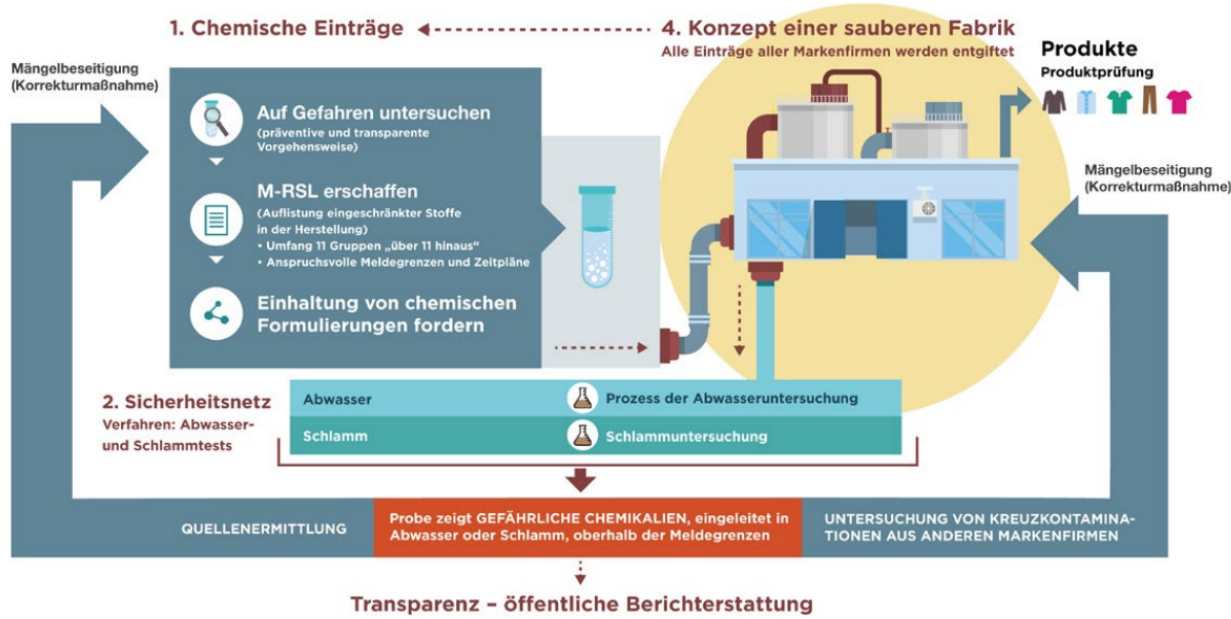 1. Chemische Einträge
4. Konzept einer sauberen Fabrik
Alle Einträge aller Markenfirmen werden entgiftet
Produkte
Produktprüfung
Mängelbeseitigung
(Korrekturmaßnahme)
Auf Gefahren untersuchen
(präventive und transparente
Vorgehensweise)
M-RSL erschaffen
(Auflistung eingeschränkter Stoffe
in der Herstellung)
• Umfang 11 Gruppen „über 11 hinaus“
• Anspruchsvolle Meldegrenzen und Zeitpläne
Einhaltung von chemischen
Formulierungen fordern
Mängelbeseitigung
(Korrekturmaßnahme)
2. Sicherheitsnetz
Verfahren: Abwasser-
und Schlammtests
Abwasser
Prozess der Abwasseruntersuchung
Schlamm
Schlammuntersuchung
QUELLENERMITTLUNG
Probe zeigt GEFÄHRLICHE CHEMIKALIEN, eingeleitet in
Abwasser oder Schlamm, oberhalb der Meldegrenzen
UNTERSUCHUNG VON KREUZKONTAMINA-
TIONEN AUS ANDEREN MARKENFIRMEN
Transparenz – öffentliche Berichterstattung